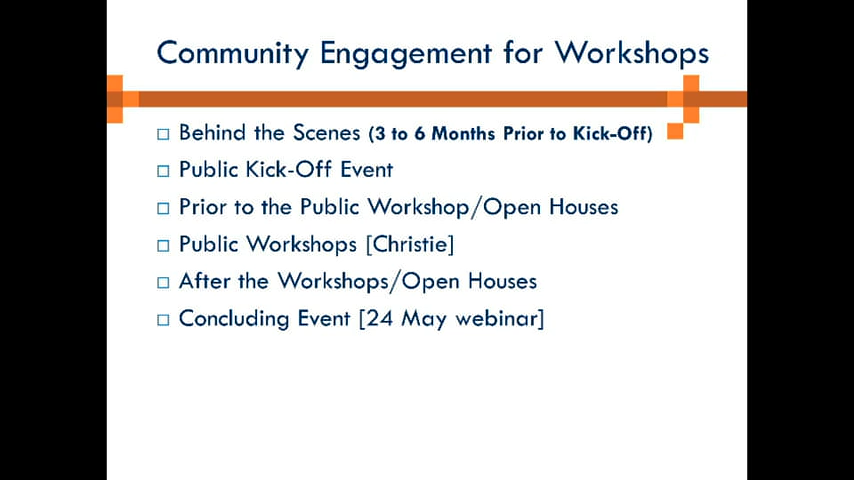 Community Engagement for Workshops
Behind the Scenes (3 to 6 Months Prior to Kick-Off)
Public Kick-Off Event
Prior to the Public Workshop/Open Houses
Public Workshops [Christie]
After the Workshops/Open Houses
Concluding Event [24 May webinar]